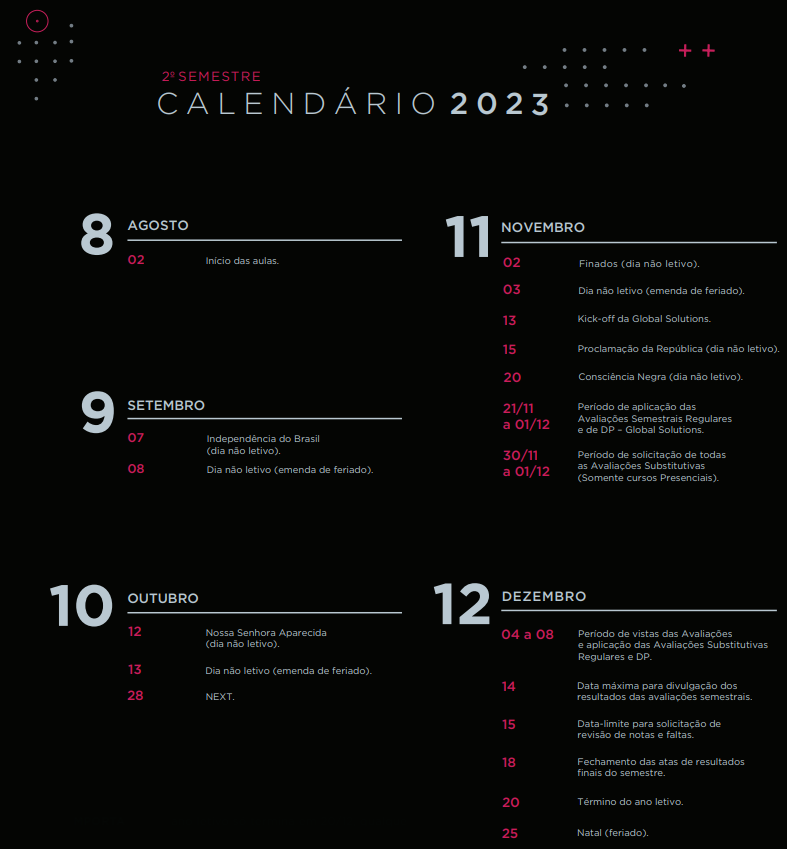 2º SEMESTRE
CALENDÁRIO 2023
8 AGOSTO
02 Início das aulas.
9 SETEMBRO
07 Independência do Brasil
(dia não letivo).
08 Dia não letivo (emenda de feriado).
10 OUTUBRO
12 Nossa Senhora Aparecida
(dia não letivo).
13 Dia não letivo (emenda de feriado).
28 NEXT.
11 NOVEMBRO
02 Finados (dia não letivo).
03 Dia não letivo (emenda de feriado).
13 Kick-off da Global Solutions.
15 Proclamação da República (dia não letivo).
20 Consciência Negra (dia não letivo).
21/11 Período de aplicação das
a 01/12 Avaliações Semestrais Regulares
e de DP – Global Solutions.
30/11 Período de solicitação de todas
a 01/12 as Avaliações Substitutivas
(Somente cursos Presenciais).
12 DEZEMBRO
04 a 08 Período de vistas das Avaliações
e aplicação das Avaliações Substitutivas
Regulares e DP.
14 Data máxima para divulgação dos
resultados das avaliações semestrais.
15 Data-limite para solicitação de
revisão de notas e faltas.
18 Fechamento das atas de resultados
finais do semestre.
20 Término do ano letivo.
25 Natal (feriado).